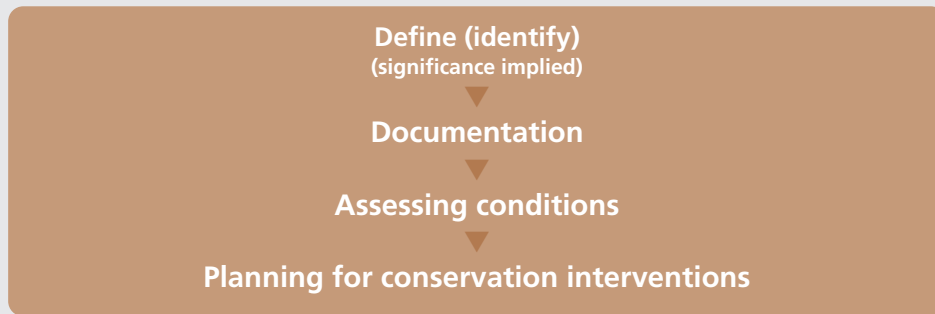 Define (identify)
(significance implied)
Documentation
Assessing conditions
Planning for conservation interventions